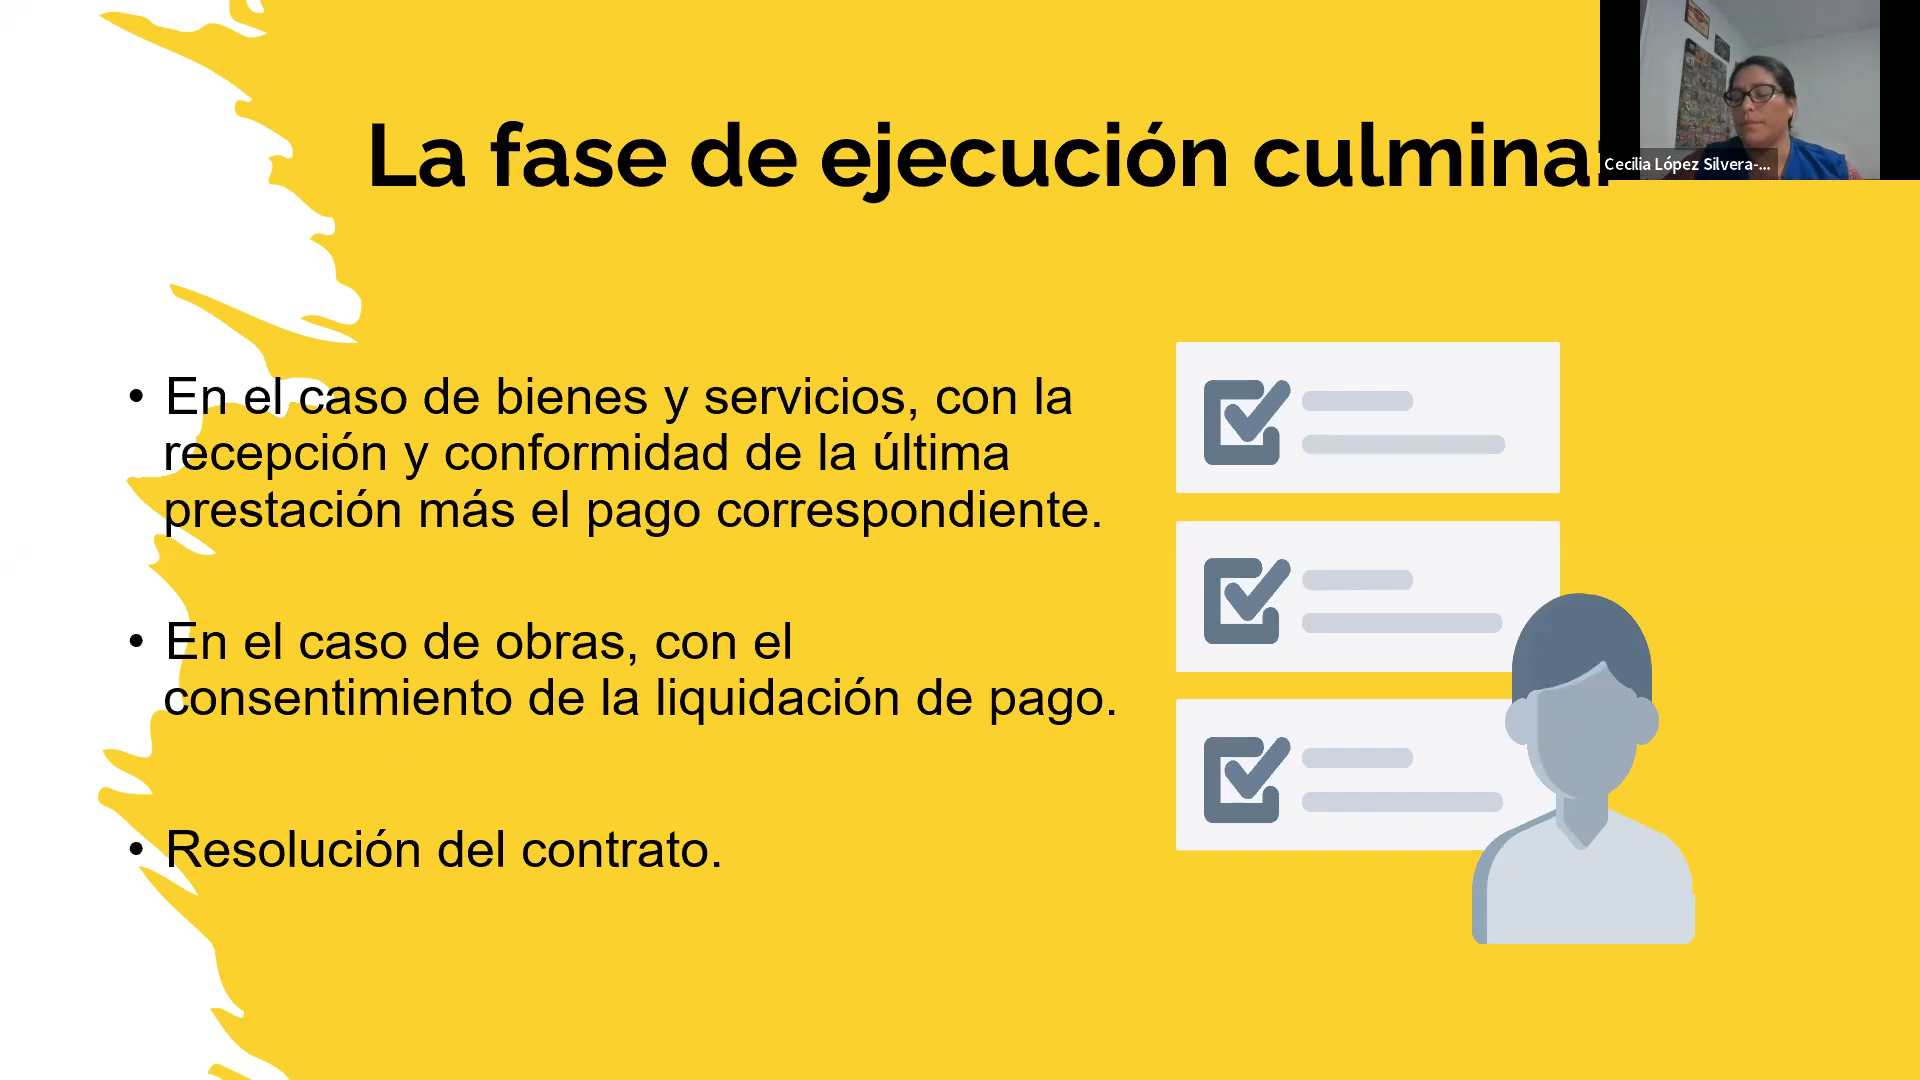 La fase de ejecución culmina:
Cecilia López Silvera-...
• En el caso de bienes y servicios, con la
recepción y conformidad de la última
prestación más el pago correspondiente.
• En el caso de obras, con el
consentimiento de la liquidación de pago.
• Resolución del contrato.